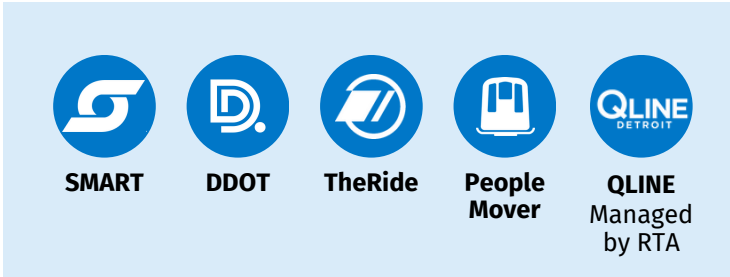 QLINE
DETROIT
SMART
DDOT
TheRide
People
Mover
QLINE
Managed
by RTA